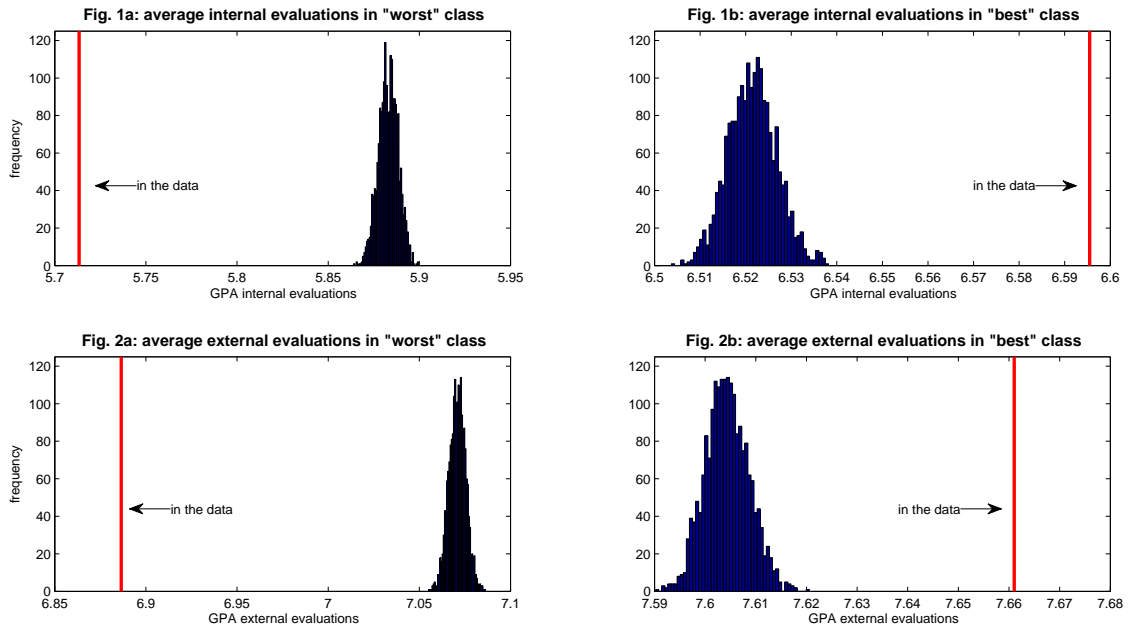 Fig. 1a: average internal evaluations in "worst" class
120
100
80
60
40
20
0
frequency
in the data
5.7 5.75 5.8 5.85 5.9 5.95
GPA internal evaluations
Fig. 1b: average internal evaluations in "best" class
120
100
80
60
40
20
0
in the data
6.5 6.51 6.52 6.53 6.54 6.55 6.56 6.57 6.58 6.59 6.6
GPA internal evaluations
Fig. 2a: average external evaluations in "worst" class
120
100
80
60
40
20
0
frequency
in the data
6.85 6.9 6.95 7 7.05 7.1
GPA external evaluations
Fig. 2b: average external evaluations in "best" class
120
100
80
60
40
20
0
in the data
7.59 7.6 7.61 7.62 7.63 7.64 7.65 7.66 7.67 7.68
GPA external evaluations